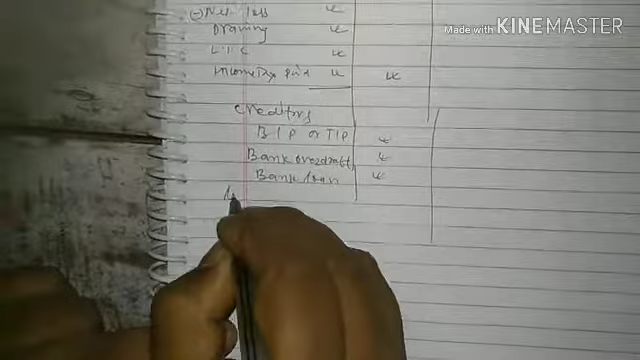 Made with KINEMASTER
(-) Net loss
Drawing
L I C
Income Tax paid
Creditors
B I P or T I P
Bank overdraft
Bank loan